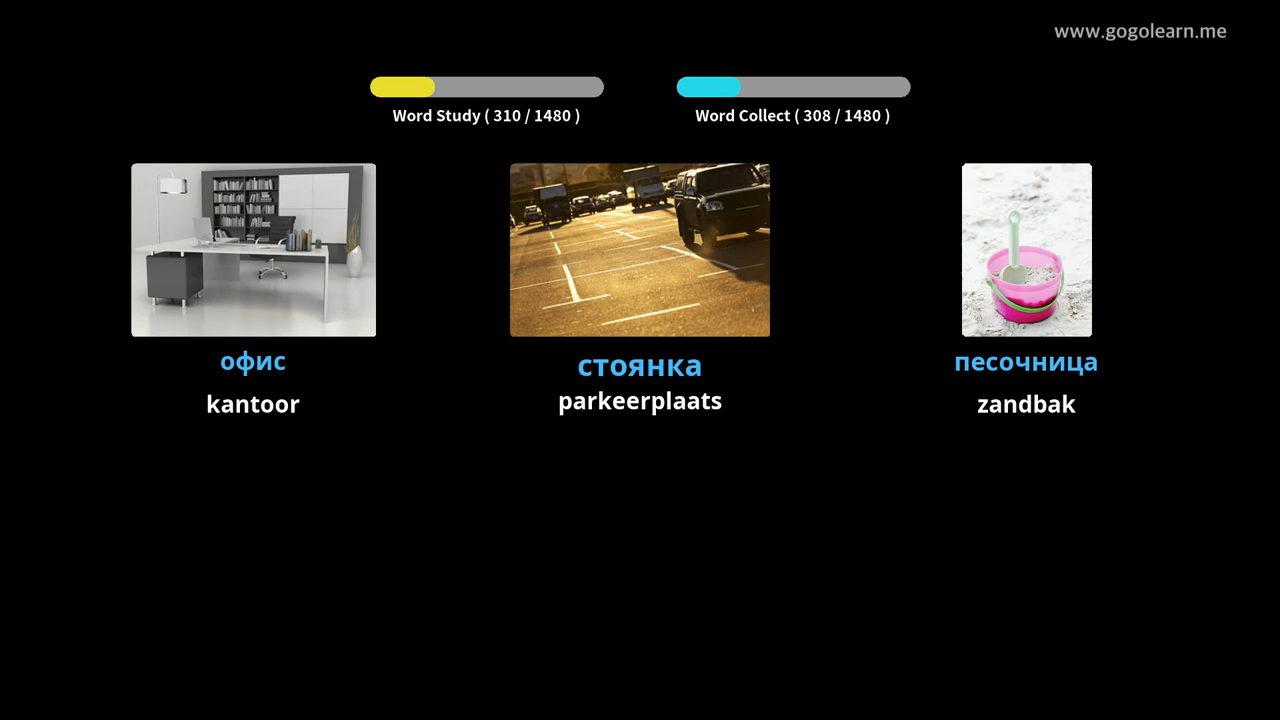 www.gogolearn.me
Word Study ( 310 / 1480 )
Word Collect ( 308 / 1480 )
офис
стоянка
песочница
kantoor
parkeerplaats
zandbak